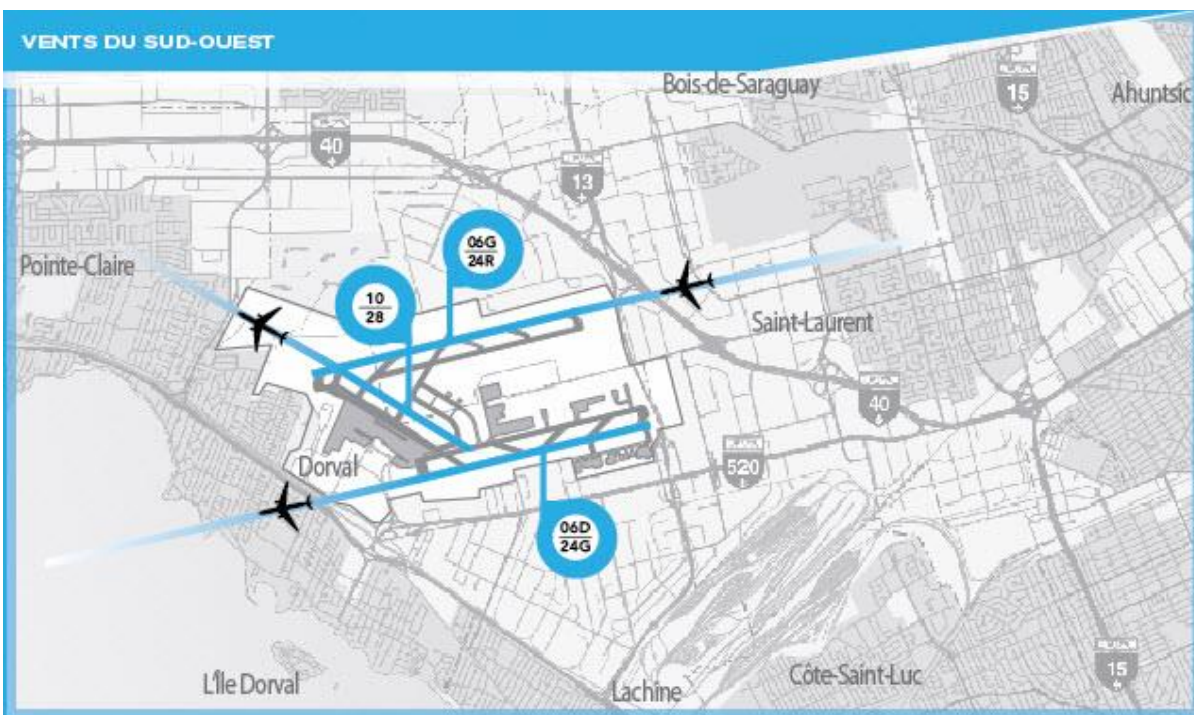 VENTS DU SUD-OUEST
Bois-de-Saraguay
15
Ahuntsic
40
13
06G
24R
Pointe-Claire
10
28
Saint-Laurent
40
Dorval
520
06D
24G
L'Île Dorval
Lachine
Côte-Saint-Luc
15